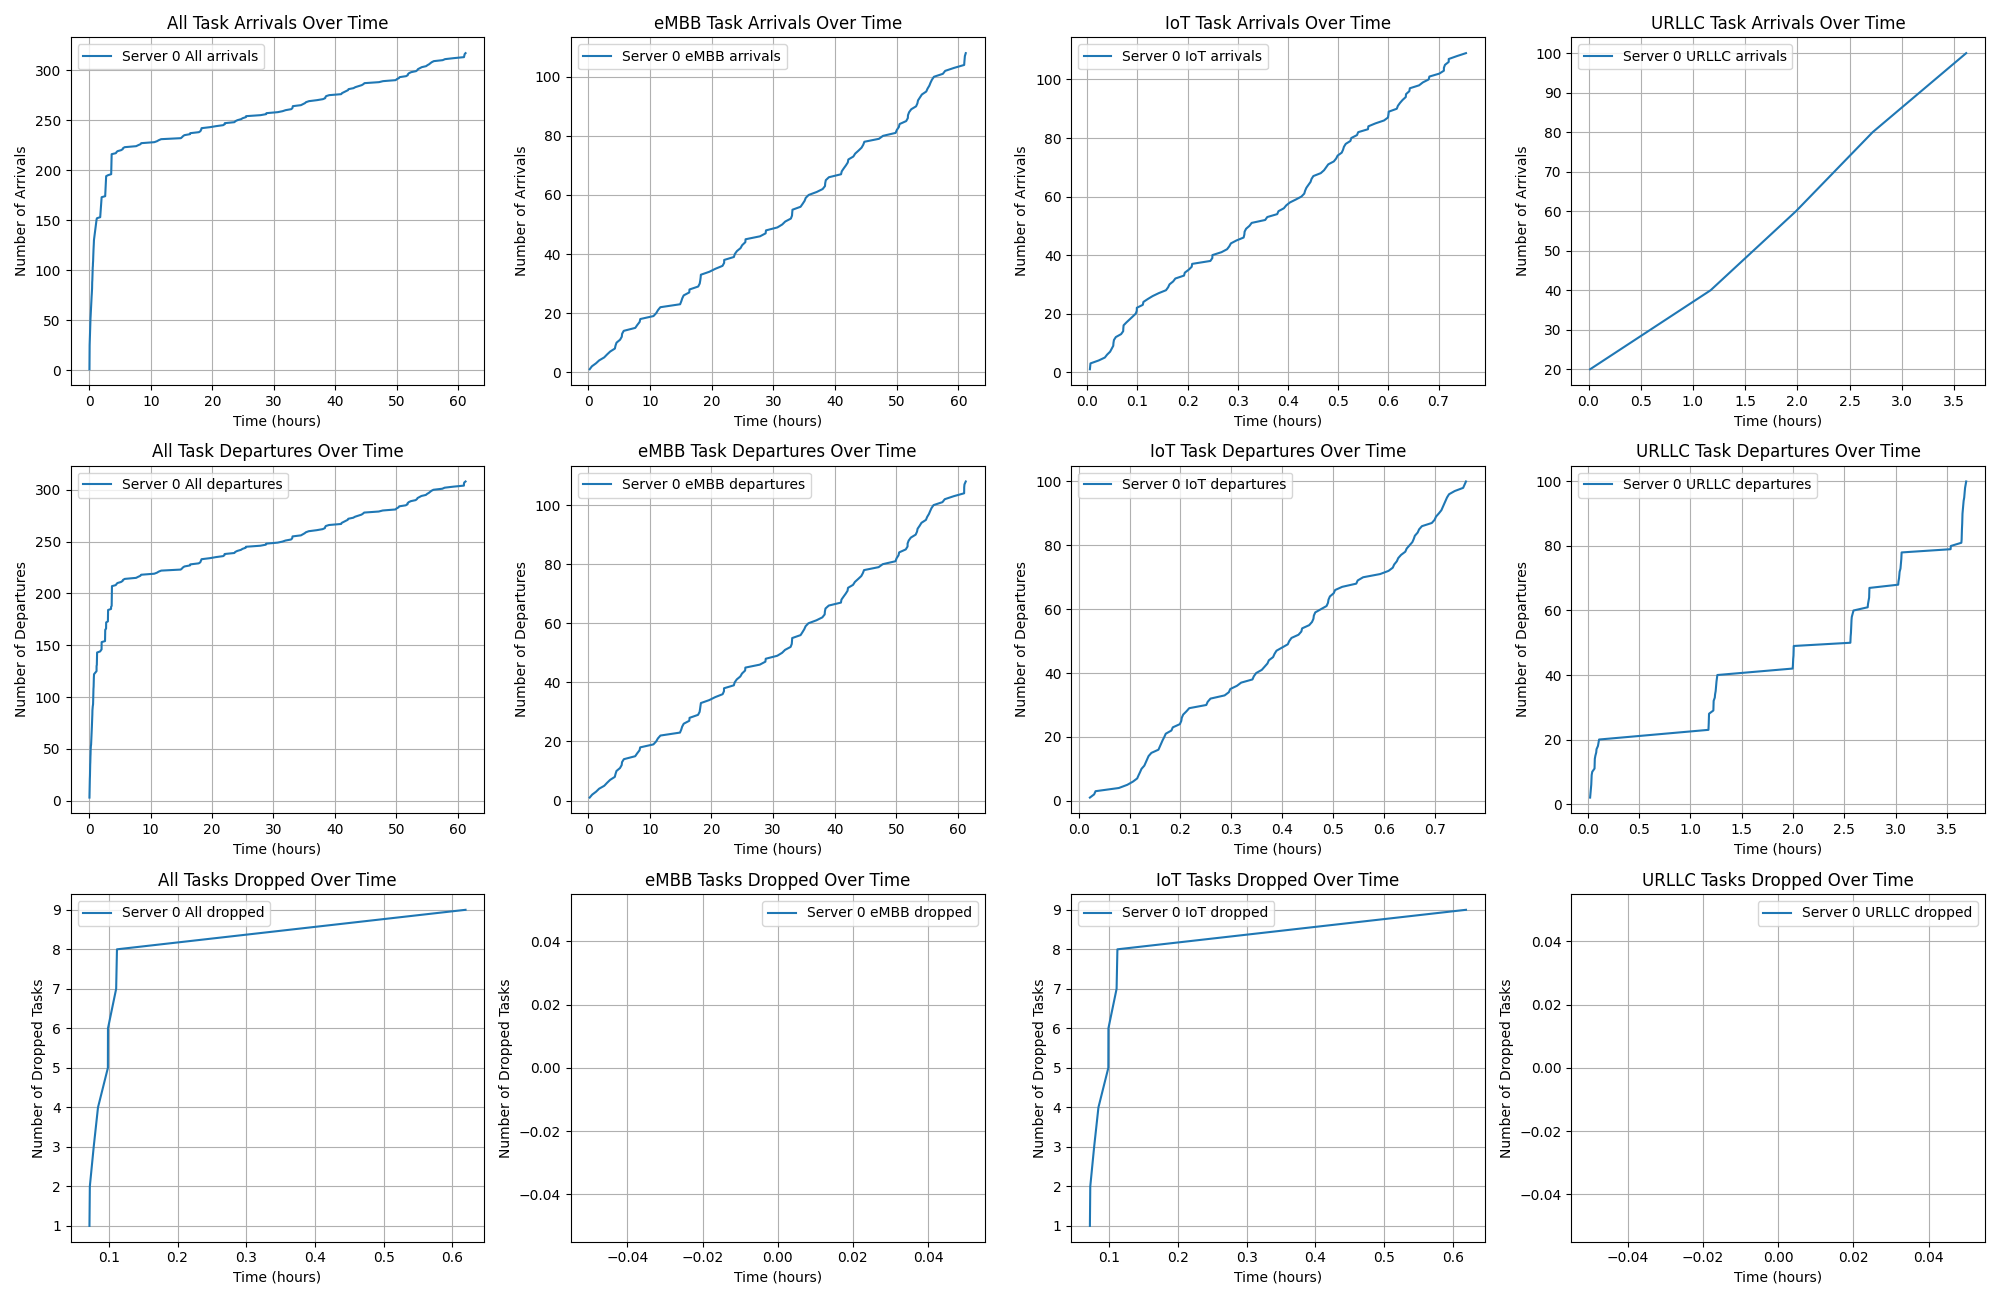 All Task Arrivals Over Time
Server 0 All arrivals
Number of Arrivals
300
250
200
150
100
50
0
0 10 20 30 40 50 60
Time (hours)
eMBB Task Arrivals Over Time
Server 0 eMBB arrivals
Number of Arrivals
100
80
60
40
20
0
0 10 20 30 40 50 60
Time (hours)
IoT Task Arrivals Over Time
Server 0 IoT arrivals
Number of Arrivals
100
80
60
40
20
0
0.0 0.1 0.2 0.3 0.4 0.5 0.6 0.7
Time (hours)
URLLC Task Arrivals Over Time
Server 0 URLLC arrivals
Number of Arrivals
100
90
80
70
60
50
40
30
20
0.0 0.5 1.0 1.5 2.0 2.5 3.0 3.5
Time (hours)
All Task Departures Over Time
Server 0 All departures
Number of Departures
300
250
200
150
100
50
0
0 10 20 30 40 50 60
Time (hours)
eMBB Task Departures Over Time
Server 0 eMBB departures
Number of Departures
100
80
60
40
20
0
0 10 20 30 40 50 60
Time (hours)
IoT Task Departures Over Time
Server 0 IoT departures
Number of Departures
100
80
60
40
20
0
0.0 0.1 0.2 0.3 0.4 0.5 0.6 0.7
Time (hours)
URLLC Task Departures Over Time
Server 0 URLLC departures
Number of Departures
100
80
60
40
20
0
0.0 0.5 1.0 1.5 2.0 2.5 3.0 3.5
Time (hours)
All Tasks Dropped Over Time
Server 0 All dropped
Number of Dropped Tasks
9
8
7
6
5
4
3
2
1
0.1 0.2 0.3 0.4 0.5 0.6
Time (hours)
eMBB Tasks Dropped Over Time
Server 0 eMBB dropped
Number of Dropped Tasks
0.04
0.02
0.00
−0.02
−0.04
−0.04 −0.02 0.00 0.02 0.04
Time (hours)
IoT Tasks Dropped Over Time
Server 0 IoT dropped
Number of Dropped Tasks
9
8
7
6
5
4
3
2
1
0.1 0.2 0.3 0.4 0.5 0.6
Time (hours)
URLLC Tasks Dropped Over Time
Server 0 URLLC dropped
Number of Dropped Tasks
0.04
0.02
0.00
−0.02
−0.04
−0.04 −0.02 0.00 0.02 0.04
Time (hours)